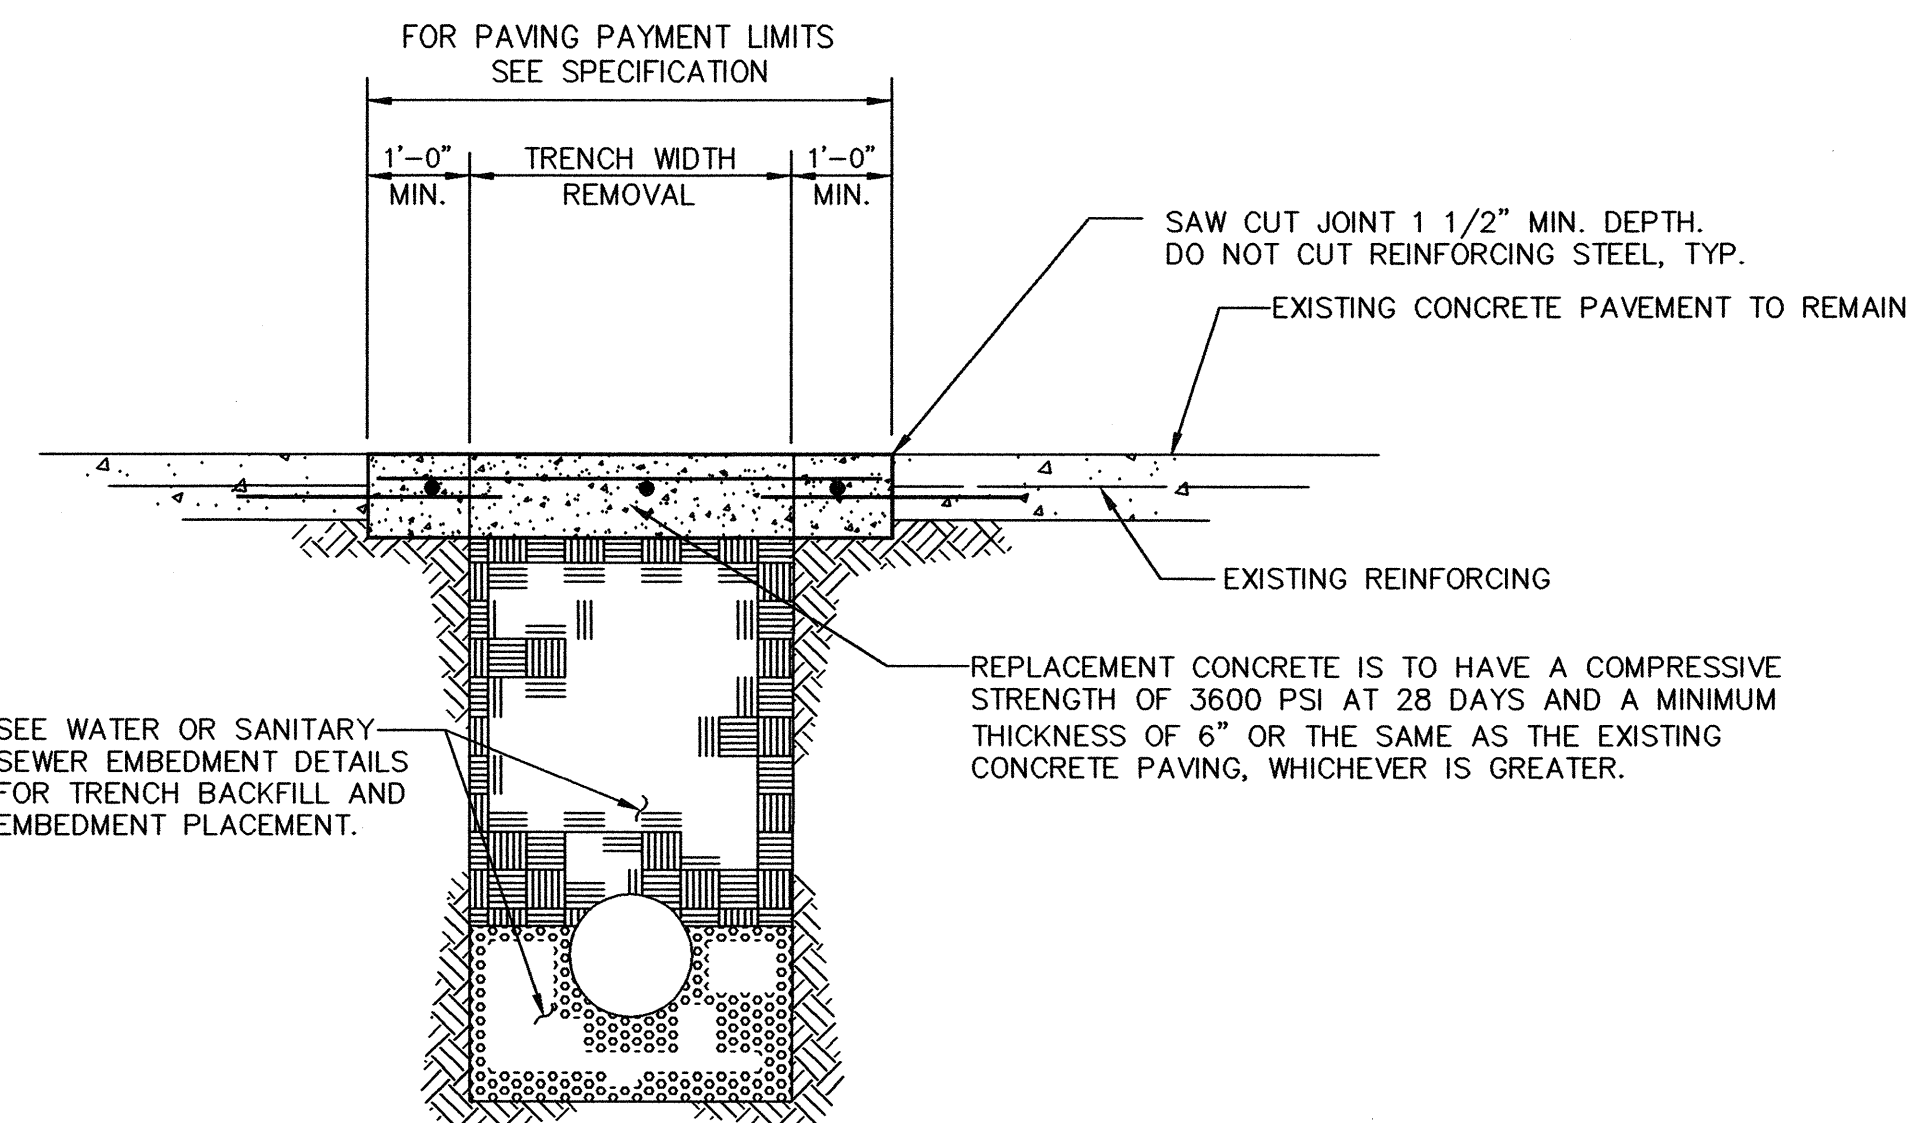 FOR PAVING PAYMENT LIMITS
SEE SPECIFICATION
1'-0"
MIN.
TRENCH WIDTH
REMOVAL
1'-0"
MIN.
SAW CUT JOINT 1 1/2" MIN. DEPTH.
DO NOT CUT REINFORCING STEEL, TYP.
EXISTING CONCRETE PAVEMENT TO REMAIN
EXISTING REINFORCING
REPLACEMENT CONCRETE IS TO HAVE A COMPRESSIVE
STRENGTH OF 3600 PSI AT 28 DAYS AND A MINIMUM
THICKNESS OF 6" OR THE SAME AS THE EXISTING
CONCRETE PAVING, WHICHEVER IS GREATER.
SEE WATER OR SANITARY
SEWER EMBEDMENT DETAILS
FOR TRENCH BACKFILL AND
EMBEDMENT PLACEMENT.